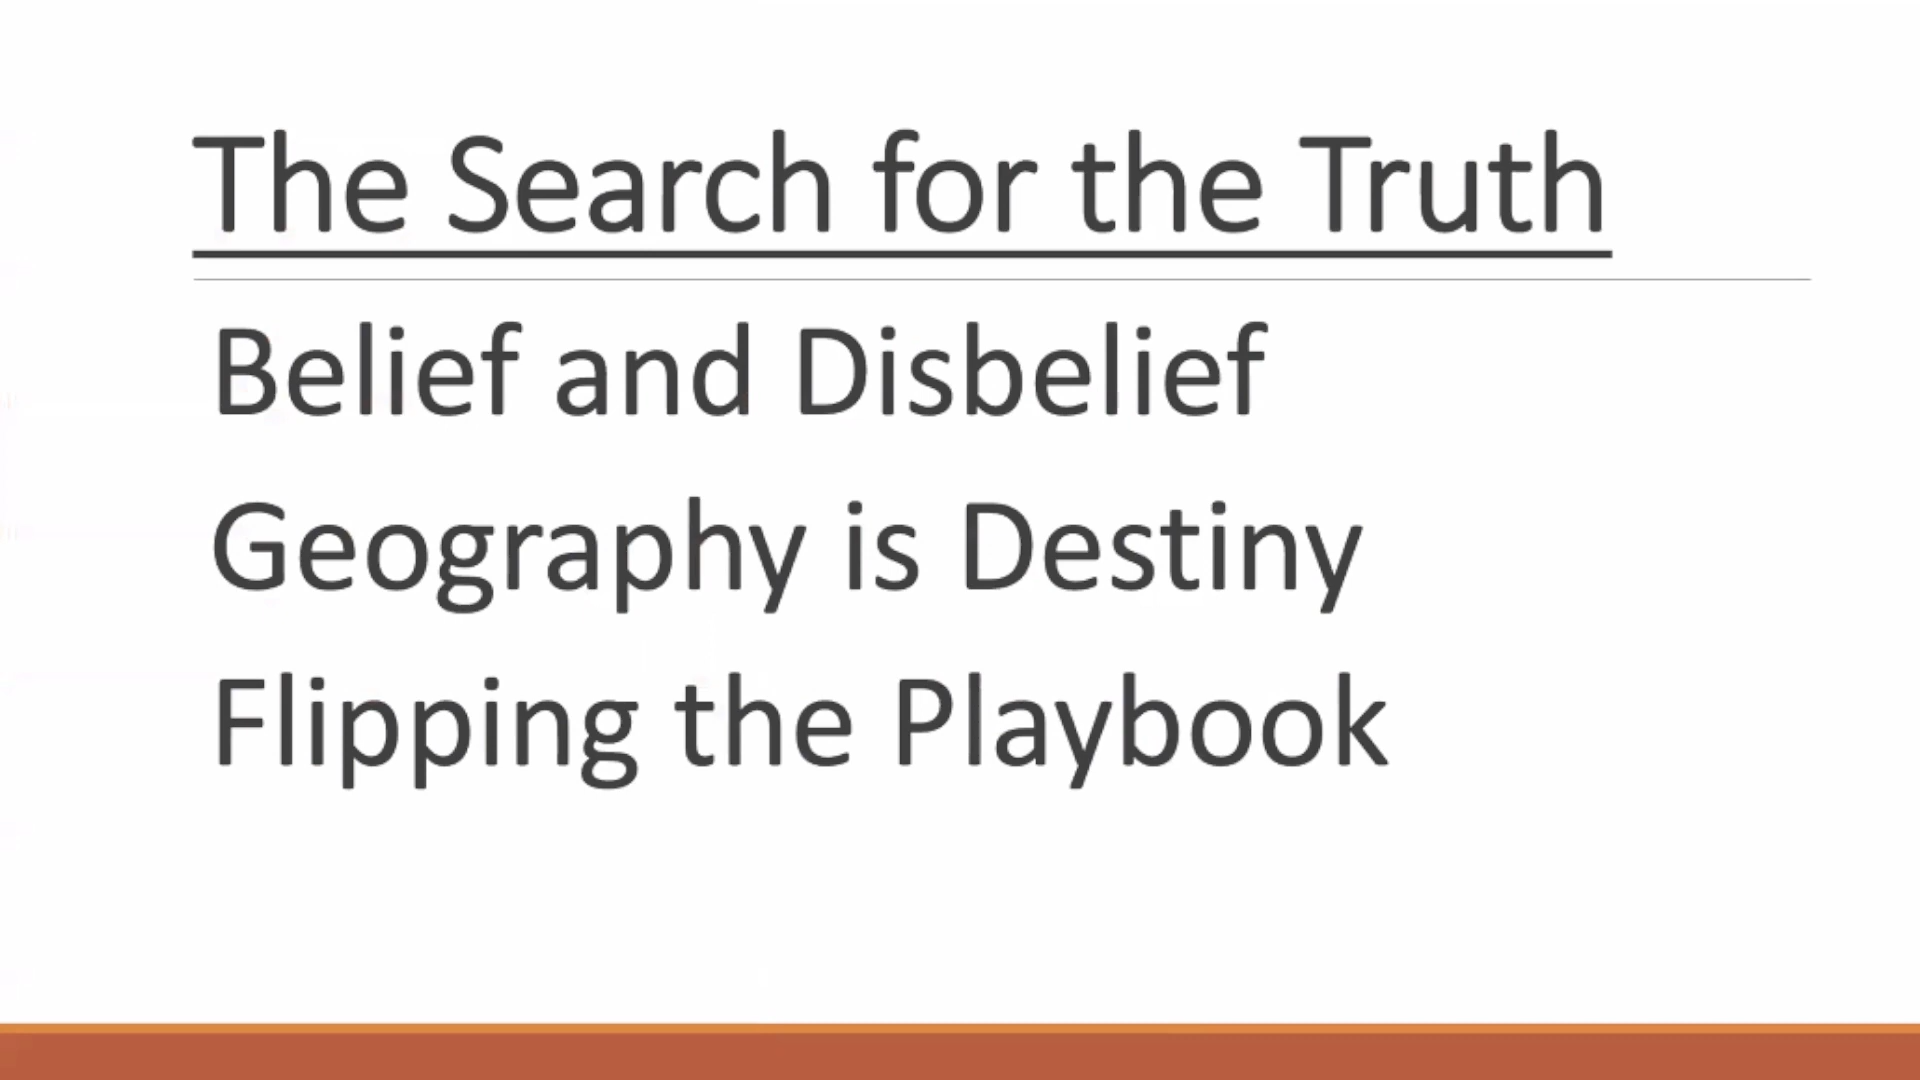 The Search for the Truth
Belief and Disbelief
Geography is Destiny
Flipping the Playbook